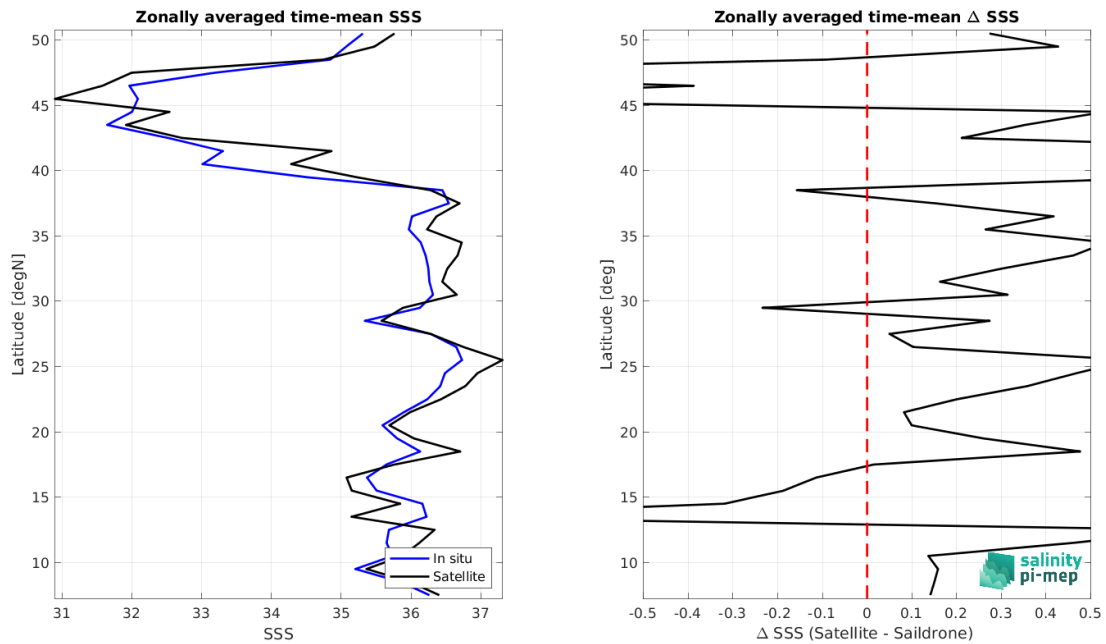 Zonally averaged time-mean SSS
50
45
40
35
30
25
20
15
10
Latitude [degN]
31 32 33 34 35 36 37
SSS
In situ
Satellite
Zonally averaged time-mean Δ SSS
50
45
40
35
30
25
20
15
10
Latitude [deg]
-0.5 -0.4 -0.3 -0.2 -0.1 0 0.1 0.2 0.3 0.4 0.5
Δ SSS (Satellite - Saildrone)
salinity
pi-mep